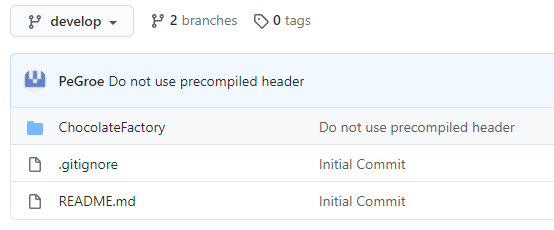 develop 2 branches 0 tags
PeGroe Do not use precompiled header
ChocolateFactory Do not use precompiled header
.gitignore Initial Commit
README.md Initial Commit